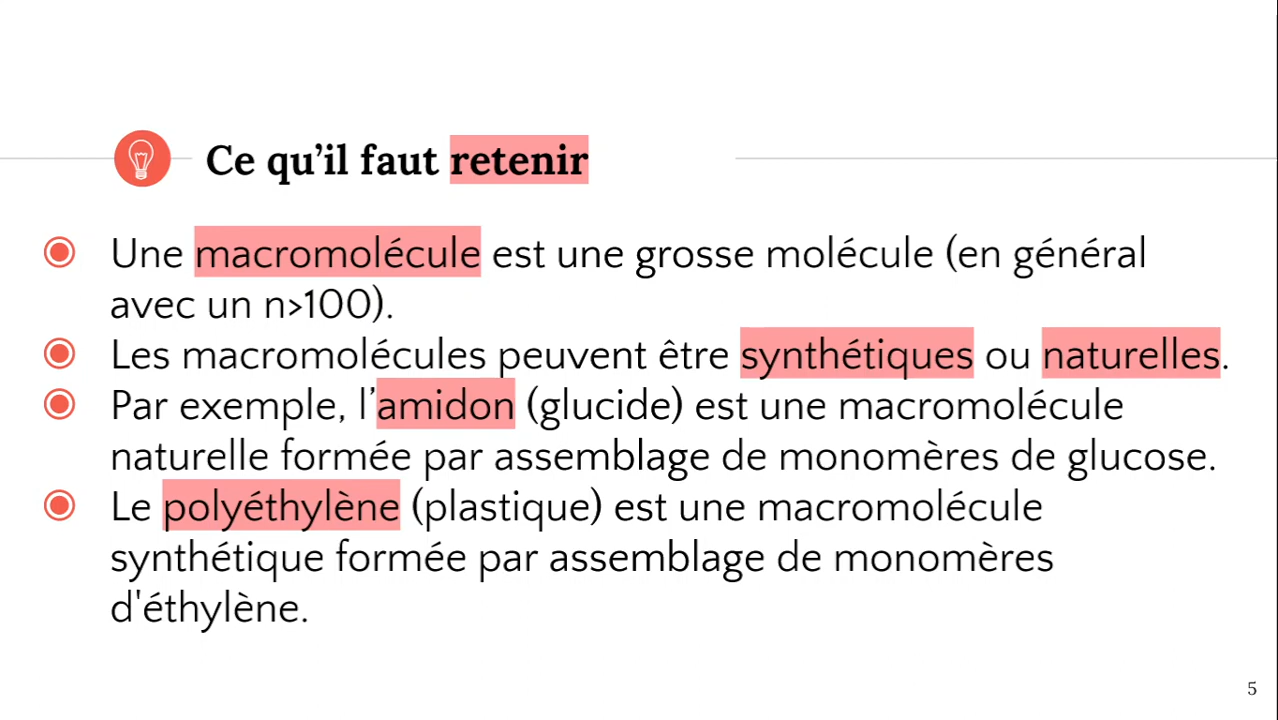 Ce qu’il faut retenir
Une macromolécule est une grosse molécule (en général
avec un n>100).
Les macromolécules peuvent être synthétiques ou naturelles.
Par exemple, l’amidon (glucide) est une macromolécule
naturelle formée par assemblage de monomères de glucose.
Le polyéthylène (plastique) est une macromolécule
synthétique formée par assemblage de monomères
d'éthylène.
5